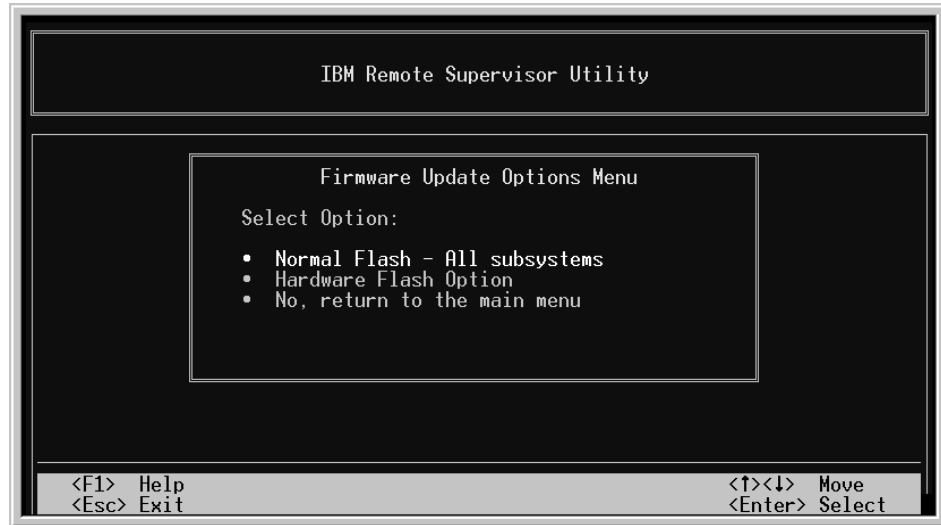 IBM Remote Supervisor Utility
Firmware Update Options Menu
Select Option:
• Normal Flash - All subsystems
• Hardware Flash Option
• No, return to the main menu
<F1> Help <↑><↓> Move
<Esc> Exit <Enter> Select